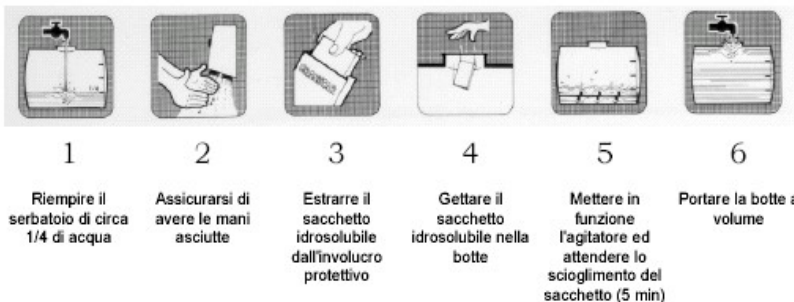 1
Riempire il
serbatoio di circa
1/4 di acqua
2
Assicurarsi di
avere le mani
asciutte
3
Estrarre il
sacchetto
idrosolubile
dall'involucro
protettivo
4
Gettare il
sacchetto
idrosolubile nella
botte
5
Mettere in
funzione
l'agitatore ed
attendere lo
scioglimento del
sacchetto (5 min)
6
Portare la botte a
volume